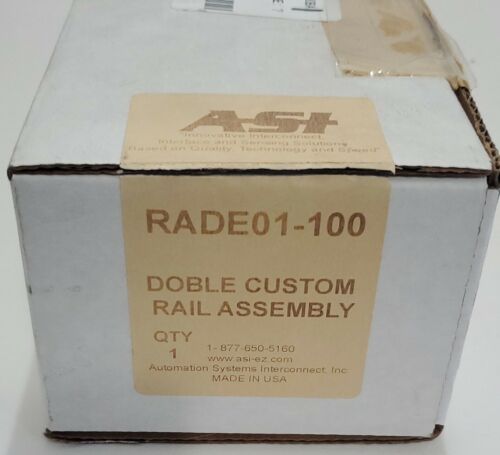 ASI
"Innovative Interconnect,
Interface and Sensing Solutions
Based on Quality, Technology and Speed"
RADE01-100
DOBLE CUSTOM
RAIL ASSEMBLY
QTY
1
1-877-650-5160
www.asi-ez.com
Automation Systems Interconnect, Inc
MADE IN USA